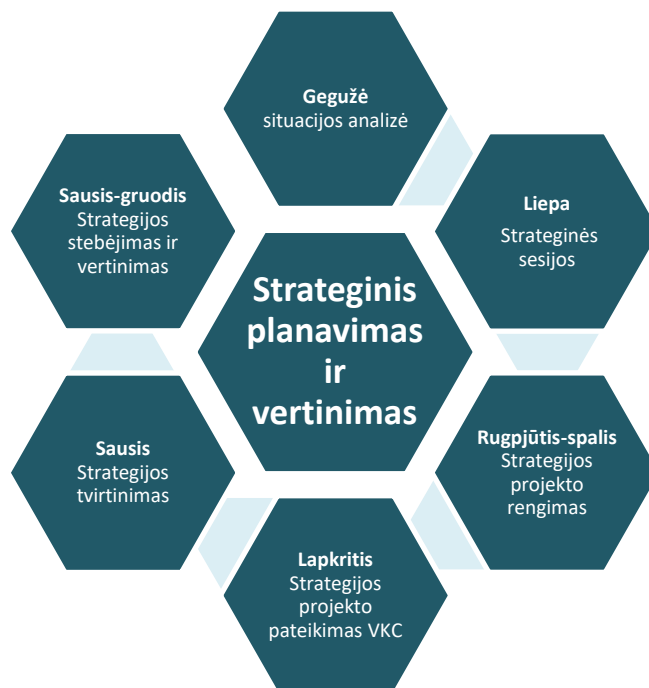 Gegužė
situacijos analizė
Liepa
Strateginės
sesijos
Rugpjūtis-spalis
Strategijos
projekto
rengimas
Lapkritis
Strategijos
projekto
pateikimas VKC
Sausis
Strategijos
tvirtinimas
Sausis-gruodis
Strategijos
stebėjimas ir
vertinimas
Strateginis
planavimas
ir
vertinimas